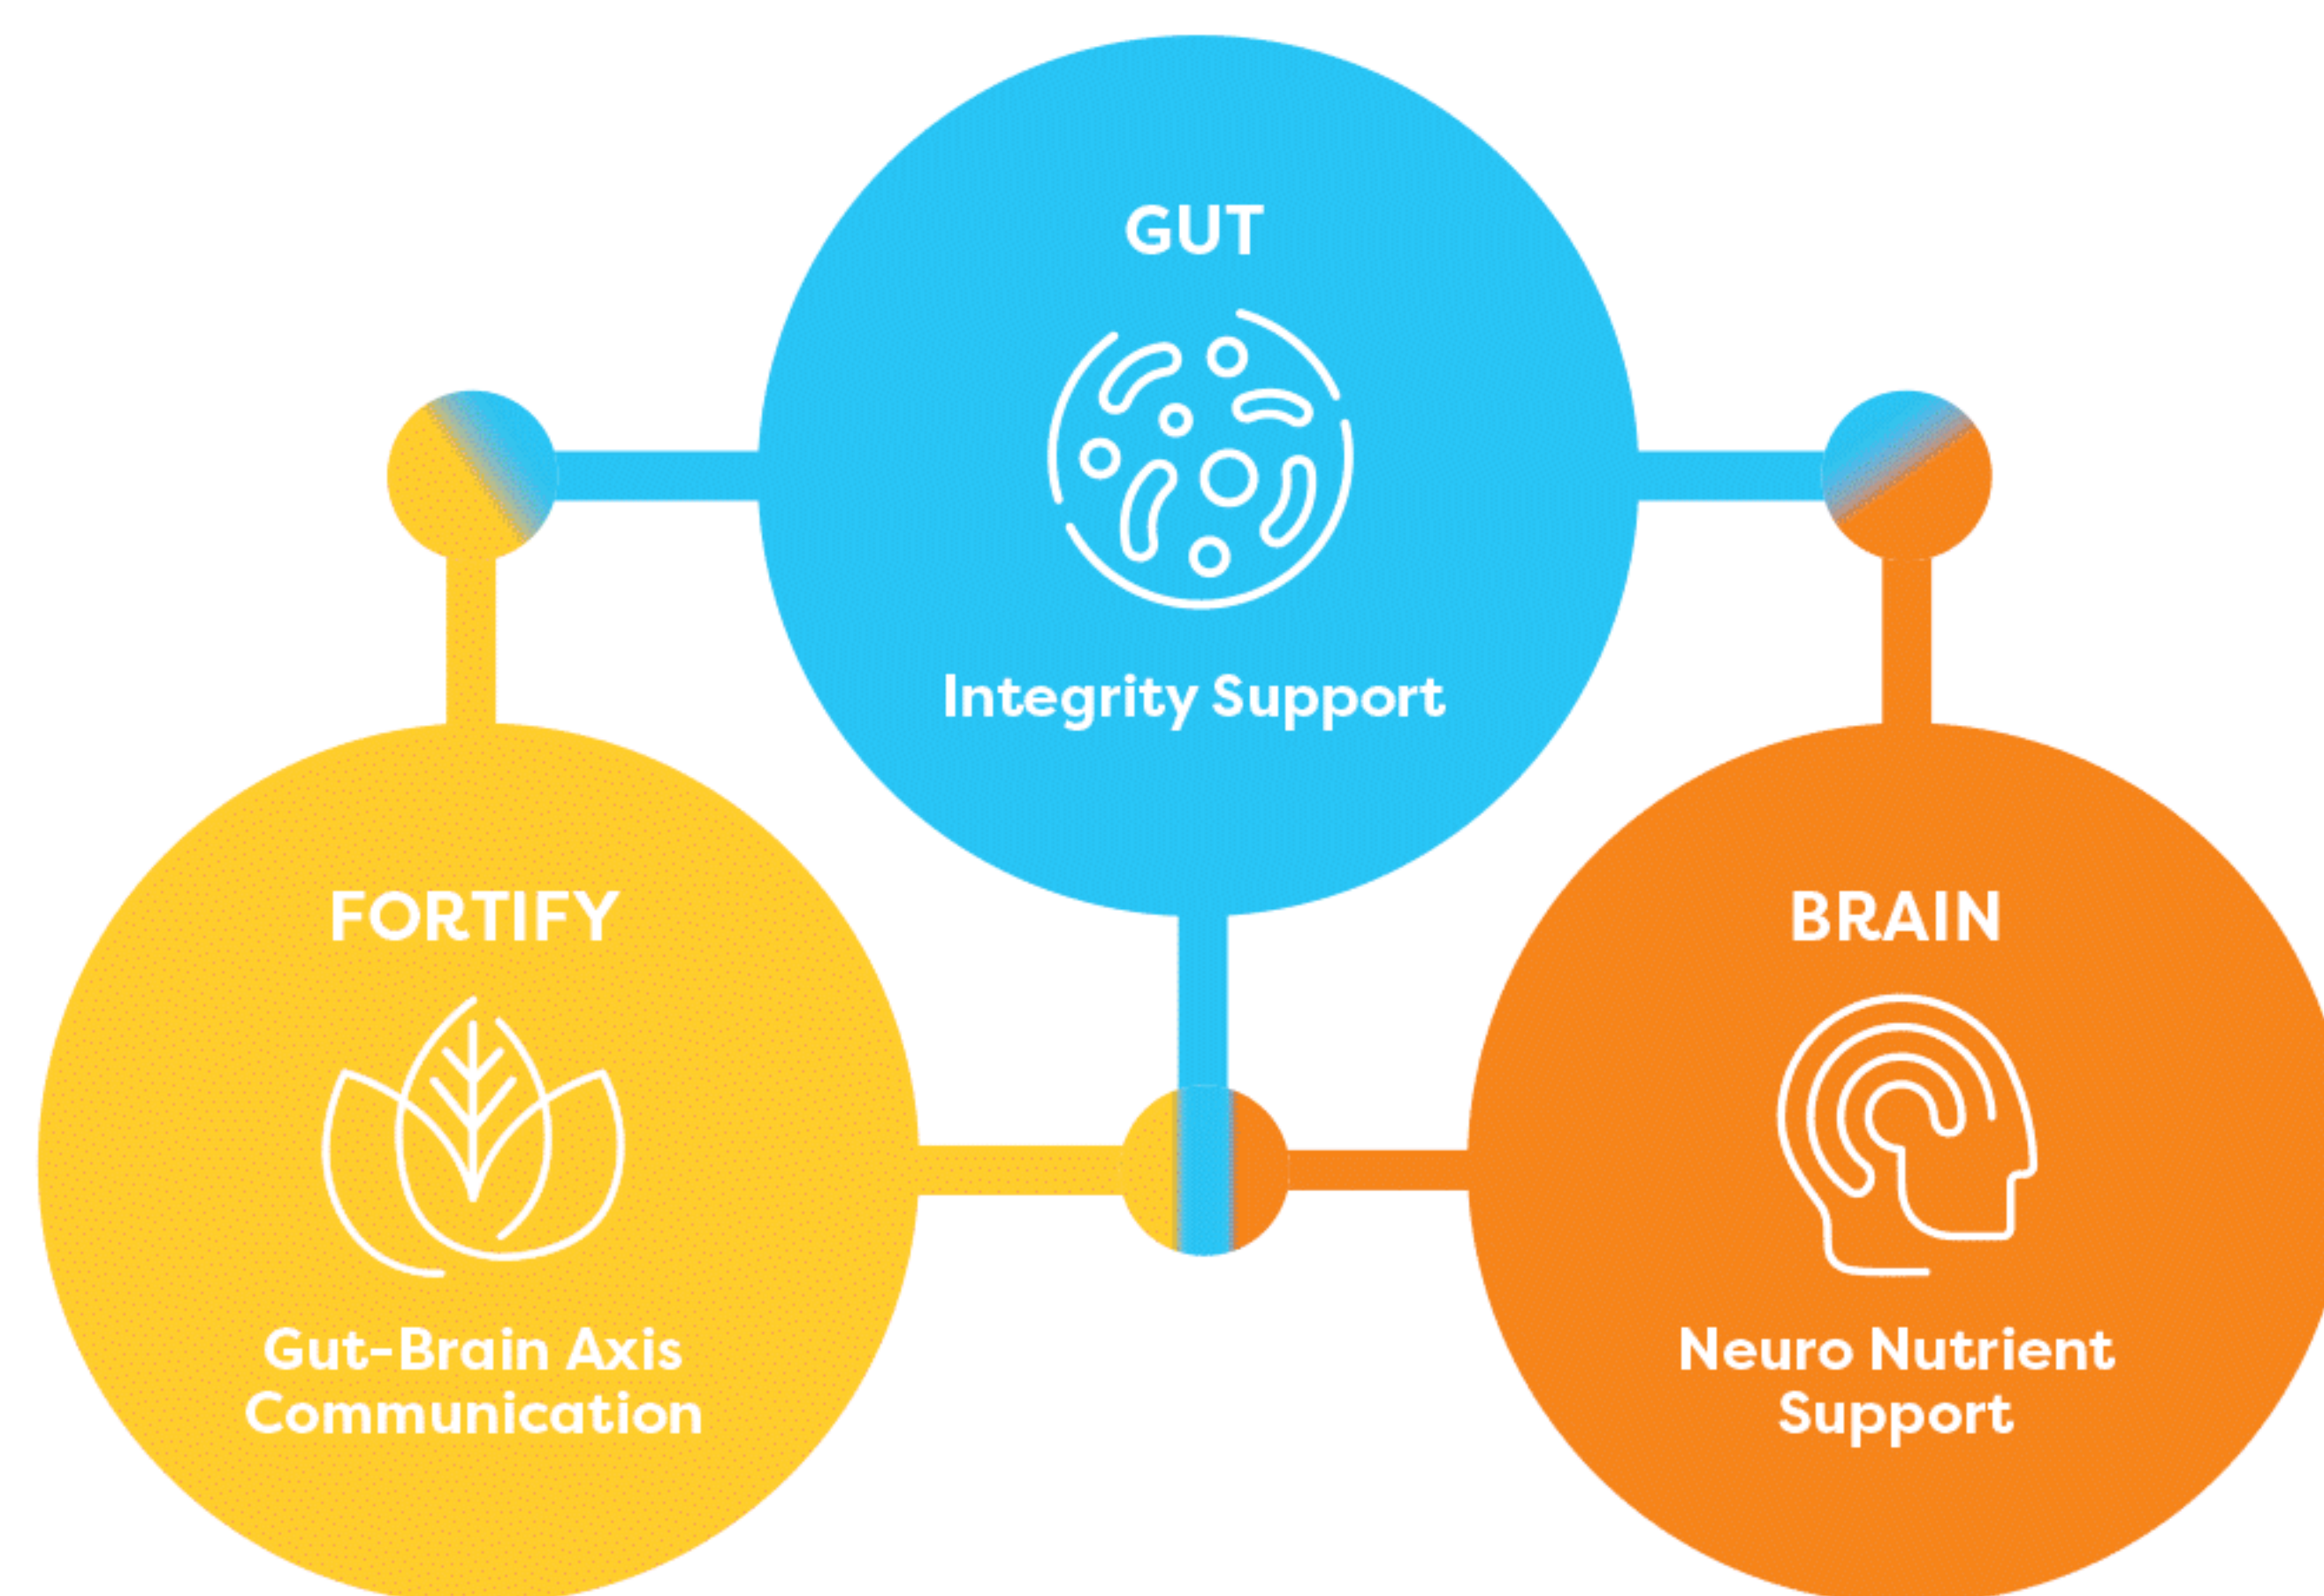 GUT
Integrity Support
FORTIFY
Gut-Brain Axis
Communication
BRAIN
Neuro Nutrient
Support